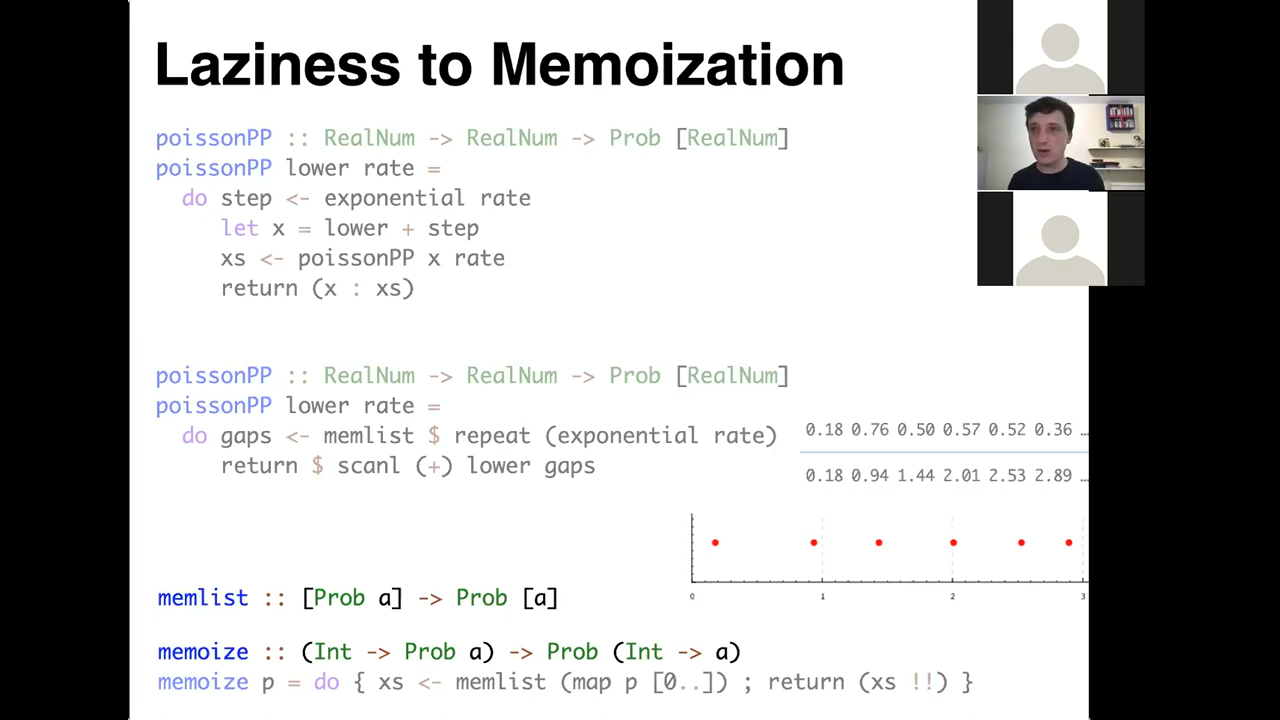 Laziness to Memoization
poissonPP :: RealNum -> RealNum -> Prob [RealNum]
poissonPP lower rate =
do step <- exponential rate
let x = lower + step
xs <- poissonPP x rate
return (x : xs)
poissonPP :: RealNum -> RealNum -> Prob [RealNum]
poissonPP lower rate =
do gaps <- memlist $ repeat (exponential rate)
return $ scanl (+) lower gaps
0.18 0.76 0.50 0.57 0.52 0.36 …
0.18 0.94 1.44 2.01 2.53 2.89 …
0 1 2 3
memlist :: [Prob a] -> Prob [a]
memoize :: (Int -> Prob a) -> Prob (Int -> a)
memoize p = do { xs <- memlist (map p [0..]) ; return (xs !!) }